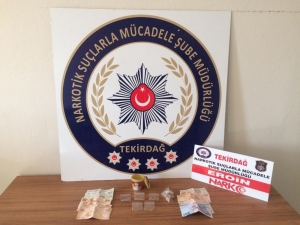 NARKOTİK SUÇLARLA MÜCADELE ŞUBE MÜDÜRLÜĞÜ
TEKİRDAĞ
TEKİRDAĞ
NARKOTİK SUÇLARLA MÜCADELE
ŞUBE MÜDÜRLÜĞÜ
EROİN
NARKO